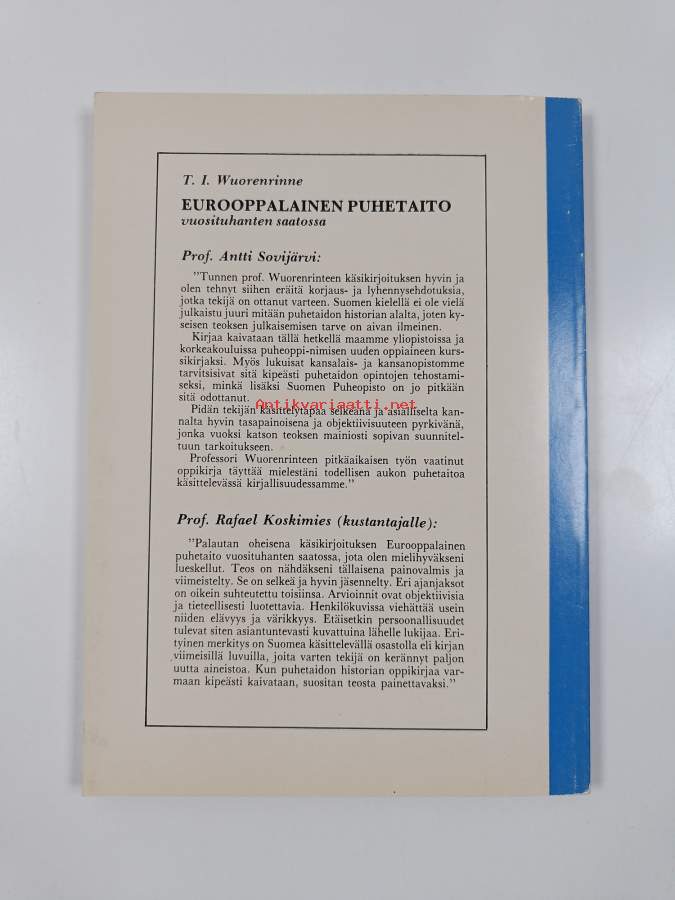 T. I. Wuorenrinne
EUROOPPALAINEN PUHETAITO
vuosituhanten saatossa
Prof. Antti Sovijärvi:
"Tunnen prof. Wuorenrinteen käsikirjoituksen hyvin ja
olen tehnyt siihen eräitä korjaus- ja lyhennysehdotuksia,
jotka tekijä on ottanut varteen. Suomen kielellä ei ole vielä
julkaistu juuri mitään puhetaidon historian alalta, joten ky-
seisen teoksen julkaisemisen tarve on aivan ilmeinen.
Kirjaa kaivataan tällä hetkellä maamme yliopistoissa ja
korkeakouluissa puheoppi-nimisen uuden oppiaineen kurs-
sikirjaksi. Myös lukuisat kansalais- ja kansanopistomme
tarvitsisivat sitä kipeästi puhetaidon opintojen tehostami-
seksi, minkä lisäksi Suomen Puheopisto on jo pitkään
sitä odottanut.
Antikvariaatti.net
Pidän tekijän käsittelytapaa selkeänä ja asialliselta kan-
nalta hyvin tasapainoisena ja objektiivisuuteen pyrkivänä,
jonka vuoksi katson teoksen mainiosti sopivan suunnitel-
tuun tarkoitukseen.
Professori Wuorenrinteen pitkäaikaisen työn vaatinut
oppikirja täyttää mielestäni todellisen aukon puhetaitoa
käsittelevässä kirjallisuudessamme."
Prof. Rafael Koskimies (kustantajalle):
"Palautan oheisena käsikirjoituksen Eurooppalainen
puhetaito vuosituhanten saatossa, jota olen mielihyväkseni
lueskellut. Teos on nähdäkseni tällaisena painovalmis ja
viimeistelty. Se on selkeä ja hyvin jäsennelty. Eri ajanjaksot
on oikein suhteutettu toisiinsa. Arvioinnit ovat objektiivisia
ja tieteellisesti luotettavia. Henkilökuvissa viehättää usein
niiden elävyys ja värikkyys. Etäisetkin persoonallisuudet
tulevat siten asiantuntevasti kuvattuina lähelle lukijaa. Eri-
tyinen merkitys on Suomea käsittelevällä osastolla eli kirjan
viimeisillä luvuilla, joita varten tekijä on kerännyt paljon
uutta aineistoa. Kun puhetaidon historian oppikirjaa var-
maan kipeästi kaivataan, suositan teosta painettavaksi."